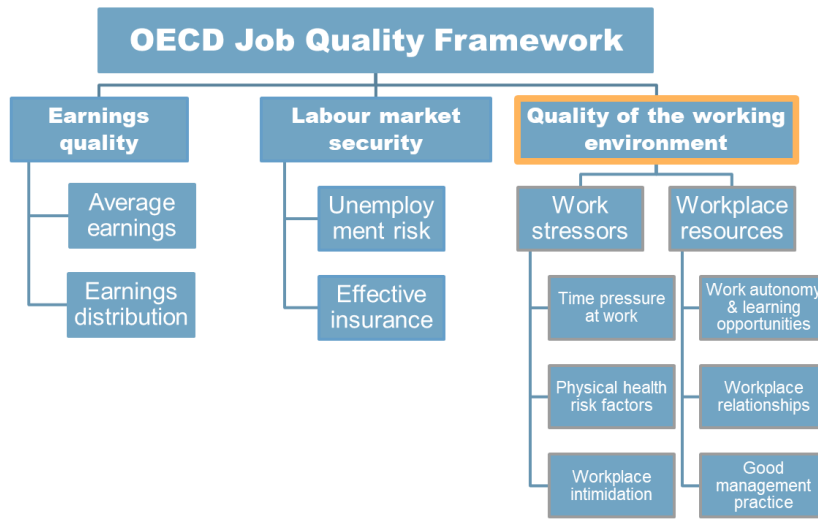 OECD Job Quality Framework
Earnings
quality
Average
earnings
Earnings
distribution
Labour market
security
Unemploy
ment risk
Effective
insurance
Quality of the working
environment
Work
stressors
Time pressure
at work
Physical health
risk factors
Workplace
intimidation
Workplace
resources
Work autonomy
& learning
opportunities
Workplace
relationships
Good
management
practice